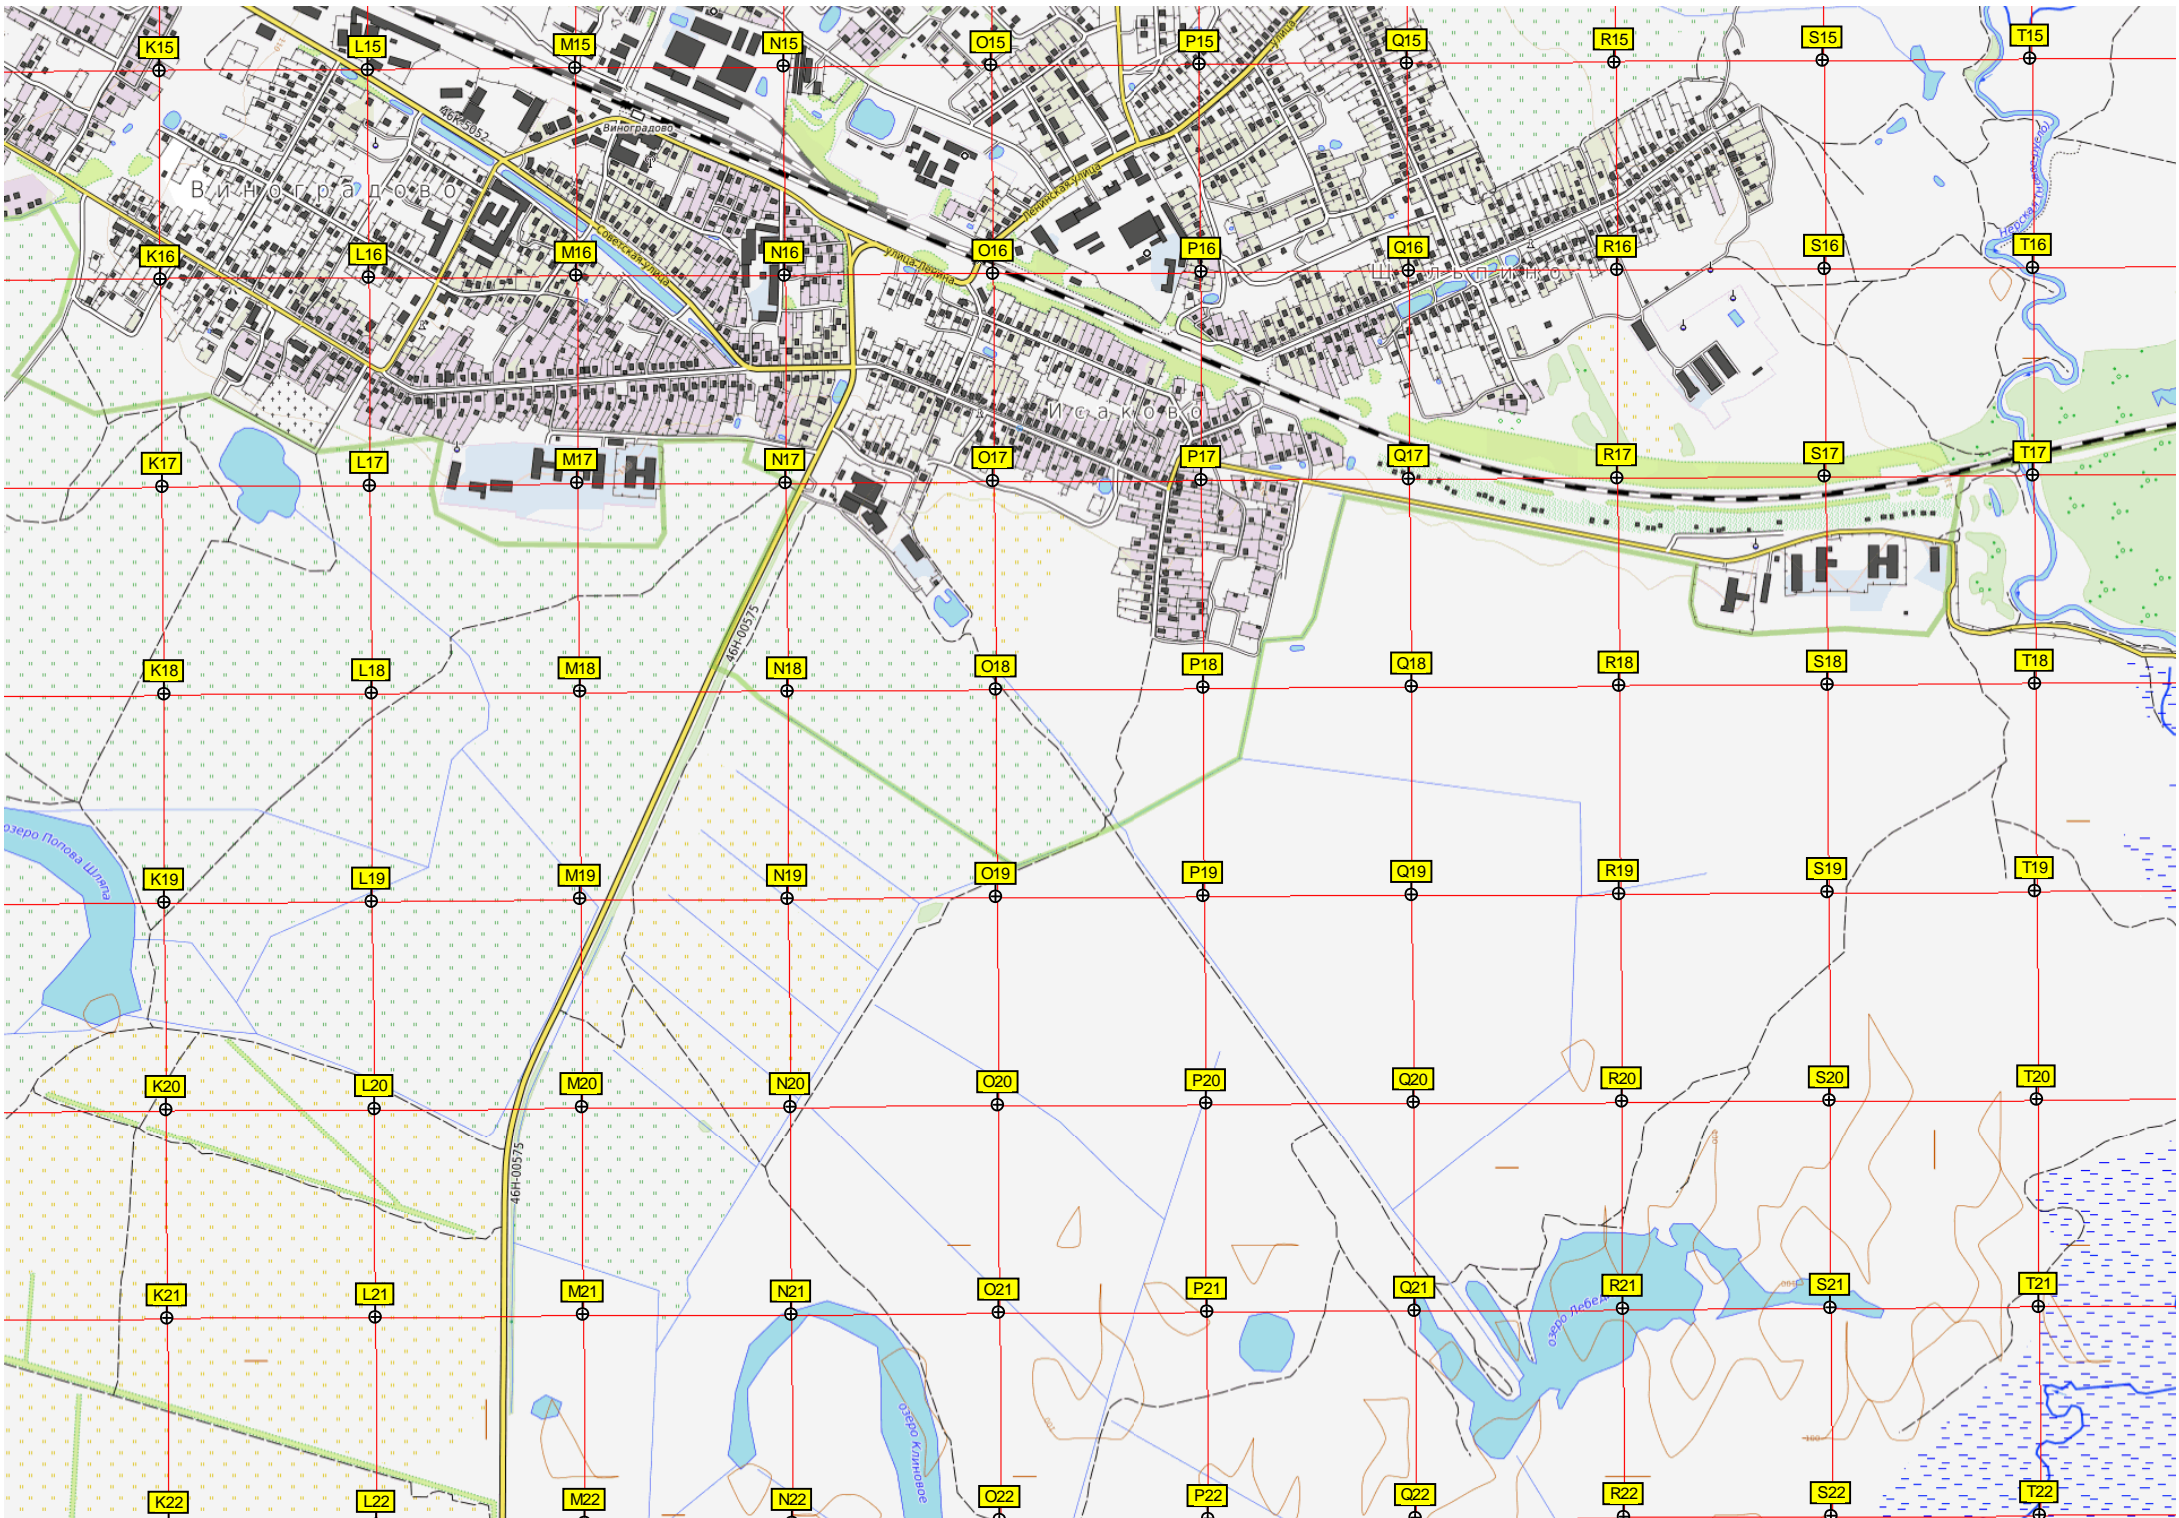 K15 L15 M15 N15 O15 P15 Q15 R15 S15 T15
улица
46К-5052
Виноградово
Виноградово
Ленинская улица
Советская улица
улица Ленина
K16 L16 M16 N16 O16 P16 Q16 R16 S16 T16
Исаково
K17 L17 M17 N17 O17 P17 Q17 R17 S17 T17
46Н-00575
K18 L18 M18 N18 O18 P18 Q18 R18 S18 T18
озеро Попова Шляпа
K19 L19 M19 N19 O19 P19 Q19 R19 S19 T19
K20 L20 M20 N20 O20 P20 Q20 R20 S20 T20
46Н-00575
K21 L21 M21 N21 O21 P21 Q21 R21 S21 T21
озеро Клиновое
100
K22 L22 M22 N22 O22 P22 Q22 R22 S22 T22